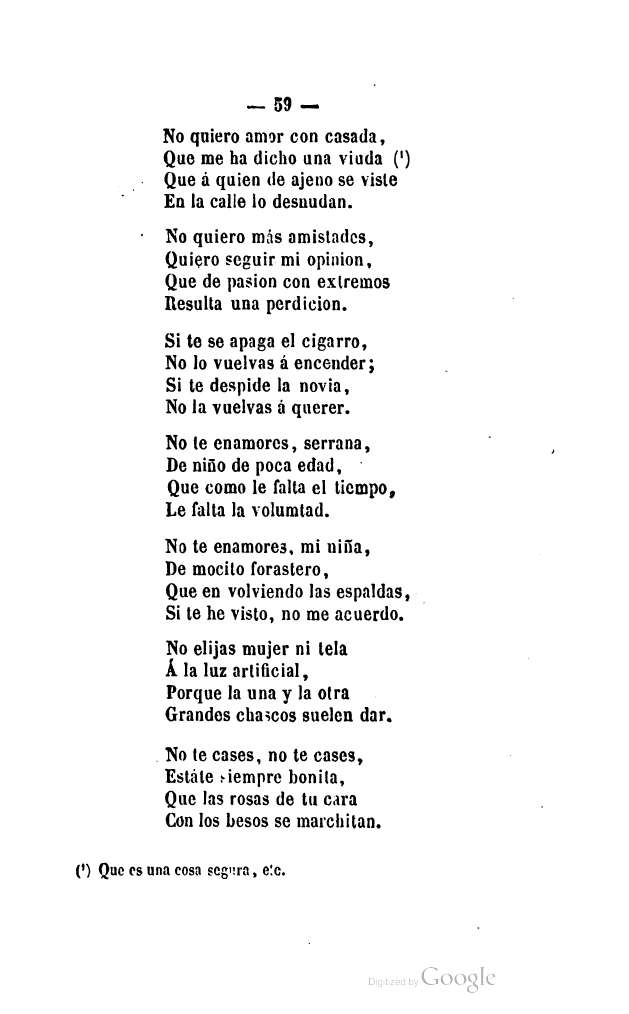 — 59 —
No quiero amor con casada,
Que me ha dicho una viuda (¹)
Que á quien de ajeno se viste
En la calle lo desnudan.
No quiero más amistades,
Quiero seguir mi opinion,
Que de pasion con extremos
Resulta una perdicion.
Si te se apaga el cigarro,
No lo vuelvas á encender;
Si te despide la novia,
No la vuelvas á querer.
No te enamores, serrana,
De niño de poca edad,
Que como le falta el tiempo,
Le falta la volumtad.
No te enamores, mi niña,
De mocito forastero,
Que en volviendo las espaldas,
Si te he visto, no me acuerdo.
No elijas mujer ni tela
Á la luz artificial,
Porque la una y la otra
Grandes chascos suelen dar.
No te cases, no te cases,
Estáte siempre bonita,
Que las rosas de tu cara
Con los besos se marchitan.
(¹) Que es una cosa segura, etc.
Digitized by Google